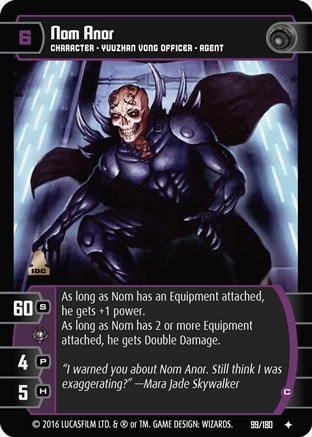 6
Nom Anor
CHARACTER • YUUZHAN VONG OFFICER • AGENT
IDC
60 S
As long as Nom has an Equipment attached,
he gets +1 power.
As long as Nom has 2 or more Equipment
attached, he gets Double Damage.
4 P
5 H
“I warned you about Nom Anor. Still think I was
exaggerating?” —Mara Jade Skywalker
C
© 2016 LUCASFILM LTD. & ® or TM. GAME DESIGN: WIZARDS.
99/180